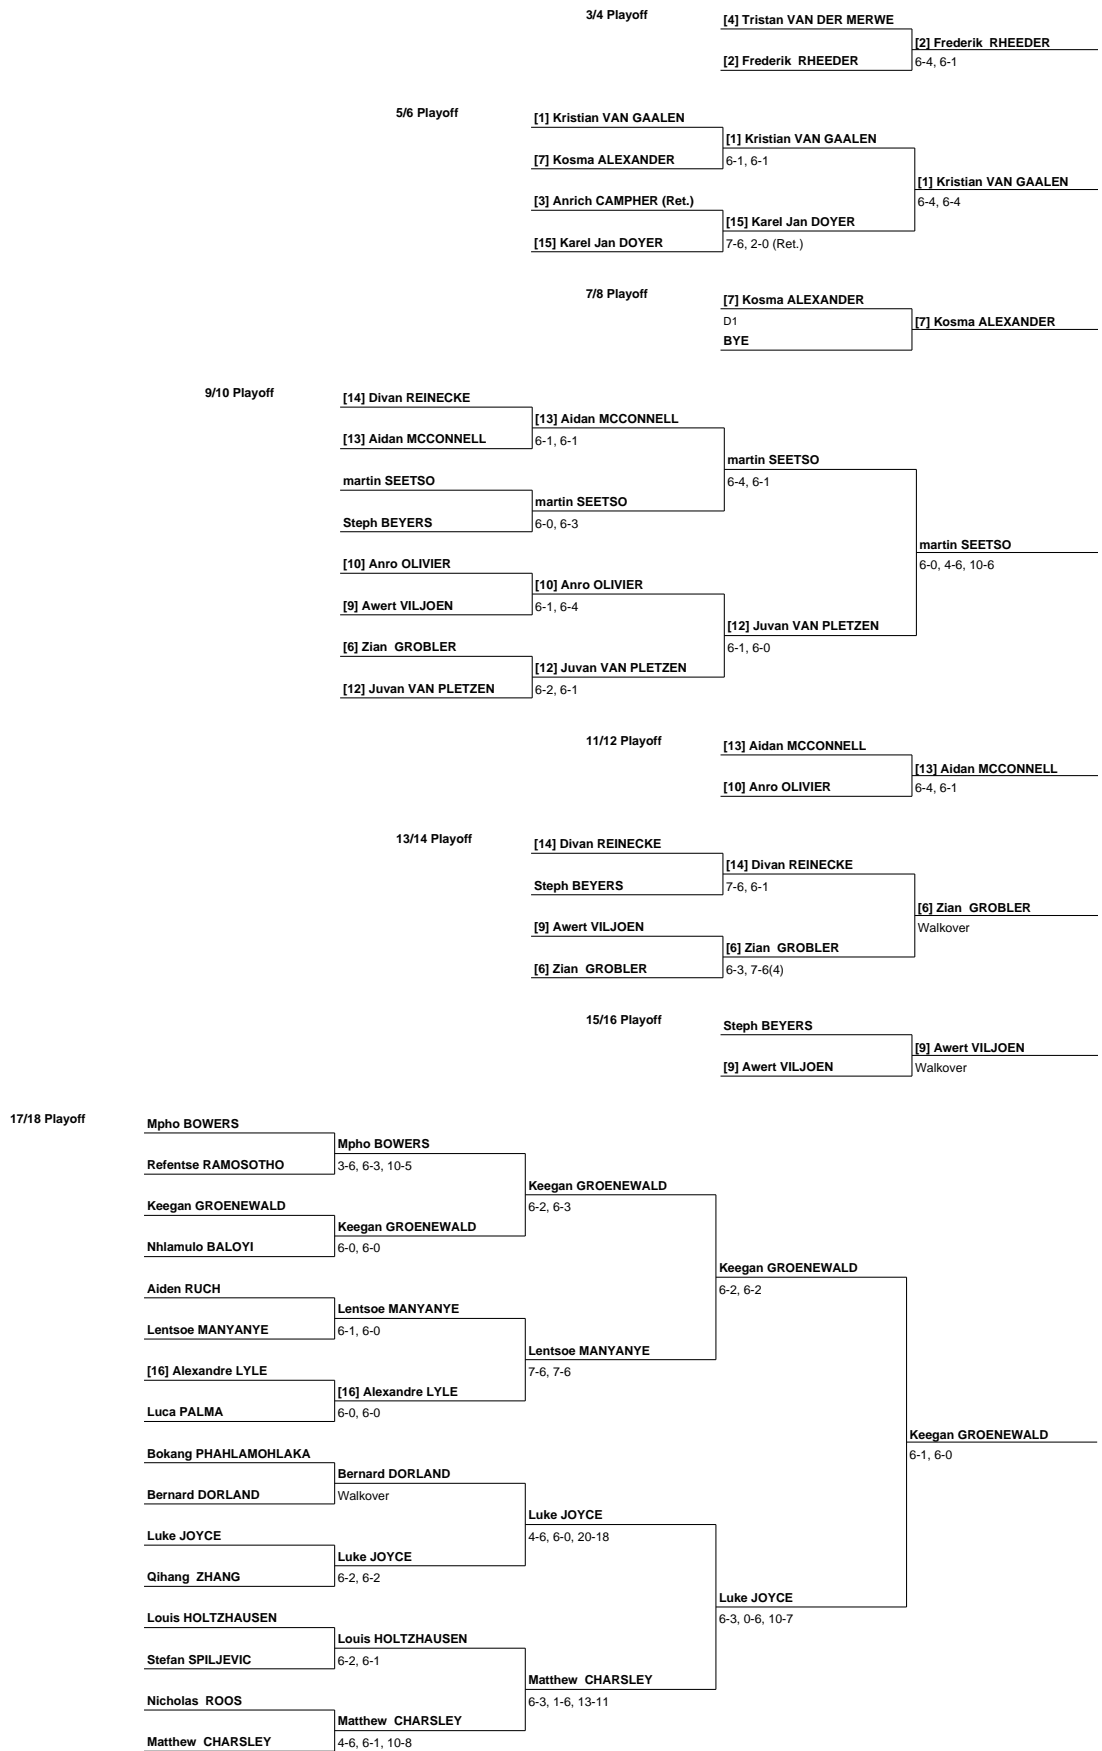 3/4 Playoff
[4] Tristan VAN DER MERWE
[2] Frederik  RHEEDER
[2] Frederik  RHEEDER
6-4, 6-1
5/6 Playoff
[1] Kristian VAN GAALEN
[1] Kristian VAN GAALEN
[7] Kosma ALEXANDER
6-1, 6-1
[1] Kristian VAN GAALEN
6-4, 6-4
[3] Anrich CAMPHER (Ret.)
[15] Karel Jan DOYER
[15] Karel Jan DOYER
7-6, 2-0 (Ret.)
7/8 Playoff
[7] Kosma ALEXANDER
D1
[7] Kosma ALEXANDER
BYE
9/10 Playoff
[14] Divan REINECKE
[13] Aidan MCCONNELL
[13] Aidan MCCONNELL
6-1, 6-1
martin SEETSO
6-4, 6-1
martin SEETSO
martin SEETSO
Steph BEYERS
6-0, 6-3
martin SEETSO
6-0, 4-6, 10-6
[10] Anro OLIVIER
[10] Anro OLIVIER
[9] Awert VILJOEN
6-1, 6-4
[12] Juvan VAN PLETZEN
6-1, 6-0
[6] Zian  GROBLER
[12] Juvan VAN PLETZEN
[12] Juvan VAN PLETZEN
6-2, 6-1
11/12 Playoff
[13] Aidan MCCONNELL
[13] Aidan MCCONNELL
[10] Anro OLIVIER
6-4, 6-1
13/14 Playoff
[14] Divan REINECKE
[14] Divan REINECKE
Steph BEYERS
7-6, 6-1
[6] Zian  GROBLER
Walkover
[9] Awert VILJOEN
[6] Zian  GROBLER
[6] Zian  GROBLER
6-3, 7-6(4)
15/16 Playoff
Steph BEYERS
[9] Awert VILJOEN
[9] Awert VILJOEN
Walkover
17/18 Playoff
Mpho BOWERS
Mpho BOWERS
Refentse RAMOSOTHO
3-6, 6-3, 10-5
Keegan GROENEWALD
6-2, 6-3
Keegan GROENEWALD
Keegan GROENEWALD
Nhlamulo BALOYI
6-0, 6-0
Keegan GROENEWALD
6-2, 6-2
Aiden RUCH
Lentsoe MANYANYE
Lentsoe MANYANYE
6-1, 6-0
Lentsoe MANYANYE
7-6, 7-6
[16] Alexandre LYLE
[16] Alexandre LYLE
Luca PALMA
6-0, 6-0
Keegan GROENEWALD
6-1, 6-0
Bokang PHAHLAMOHLAKA
Bernard DORLAND
Bernard DORLAND
Walkover
Luke JOYCE
4-6, 6-0, 20-18
Luke JOYCE
Luke JOYCE
Qihang  ZHANG
6-2, 6-2
Luke JOYCE
6-3, 0-6, 10-7
Louis HOLTZHAUSEN
Louis HOLTZHAUSEN
Stefan SPILJEVIC
6-2, 6-1
Matthew  CHARSLEY
6-3, 1-6, 13-11
Nicholas  ROOS
Matthew  CHARSLEY
Matthew  CHARSLEY
4-6, 6-1, 10-8